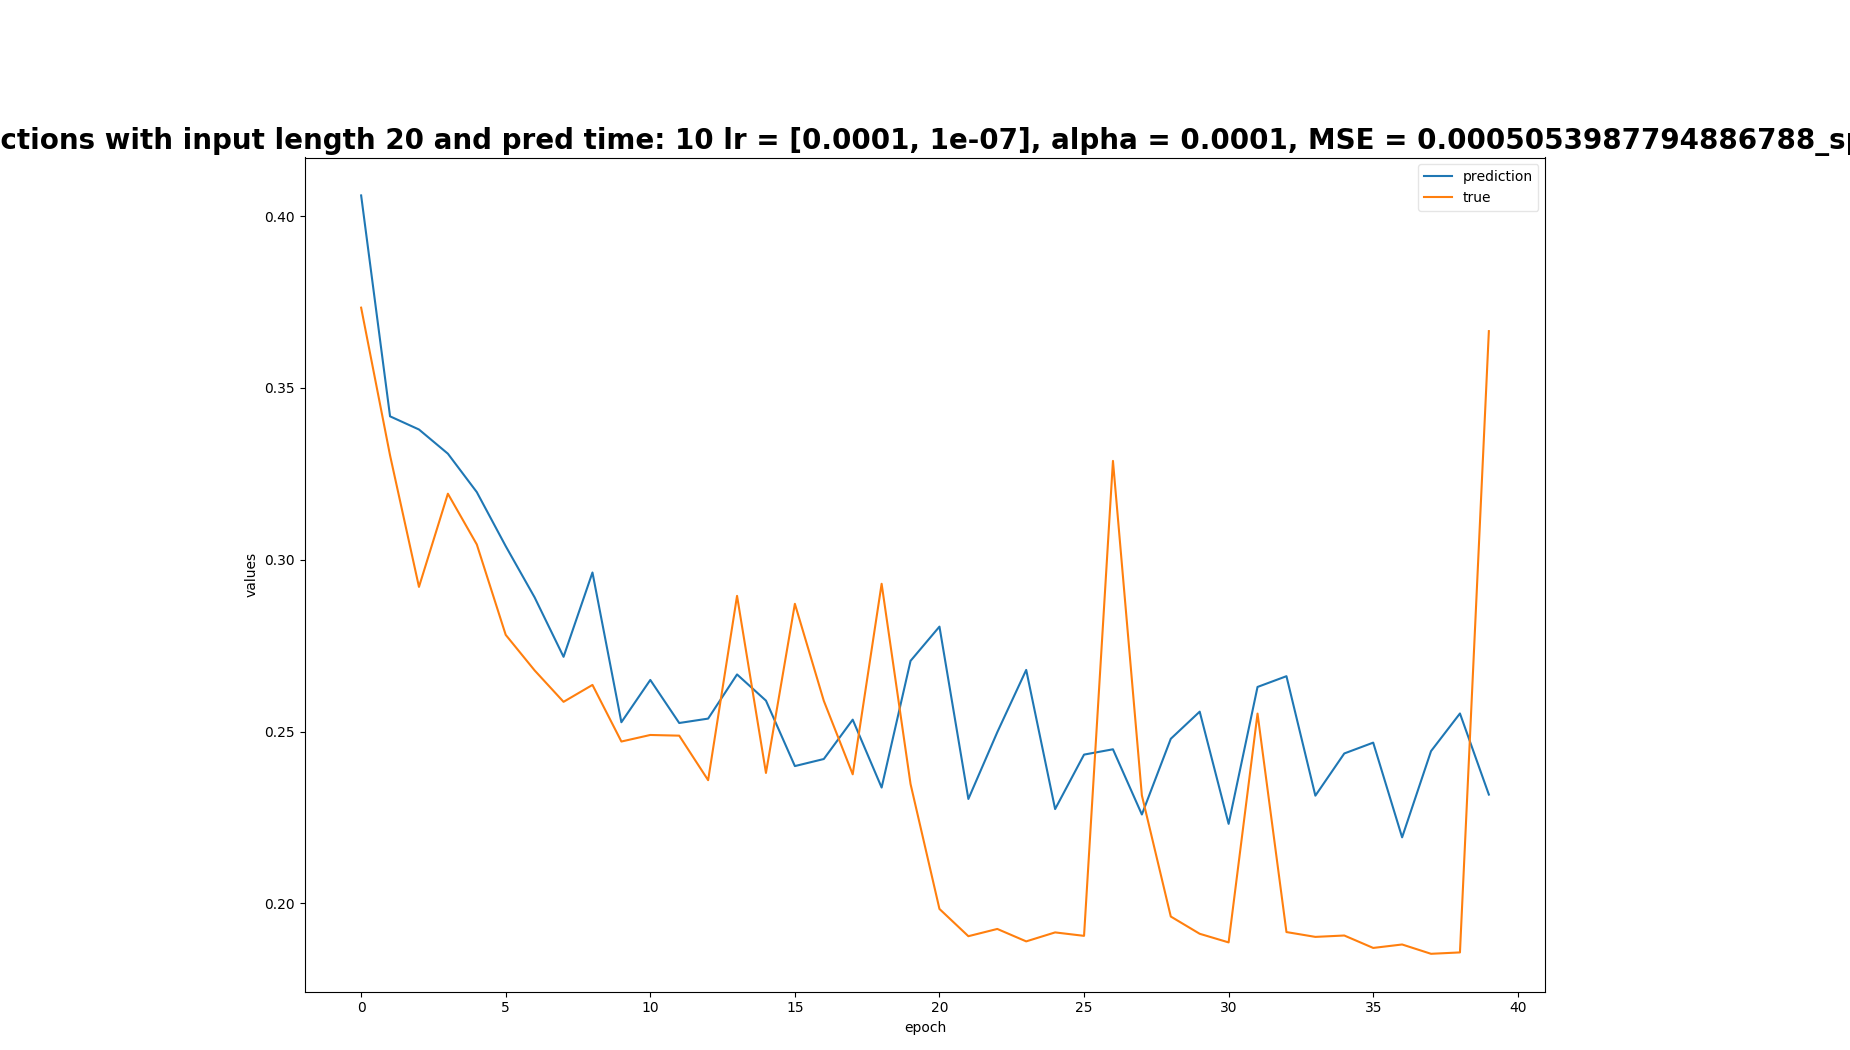 ctions with input length 20 and pred time: 10 lr = [0.0001, 1e-07], alpha = 0.0001, MSE = 0.0005053987794886788_sp
prediction
true
0.40
0.35
0.30
0.25
0.20
values
0 5 10 15 20 25 30 35 40
epoch